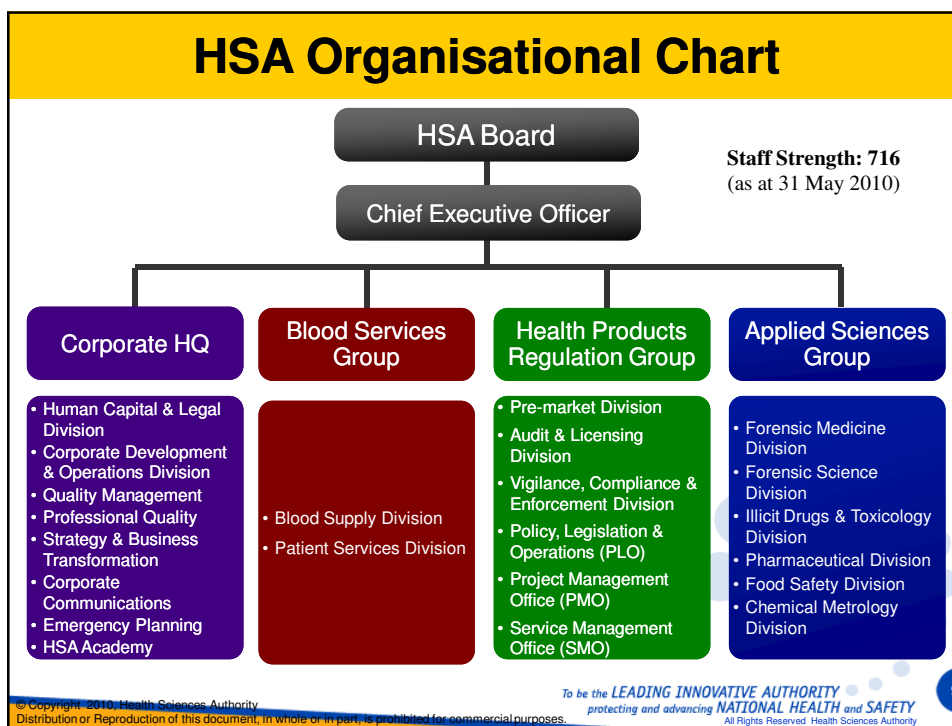 HSA Organisational Chart
HSA Board
Staff Strength: 716
(as at 31 May 2010)
Chief Executive Officer
Corporate HQ
Blood Services
Group
Health Products
Regulation Group
Applied Sciences
Group
• Human Capital & Legal
Division
• Corporate Development
& Operations Division
• Quality Management
• Professional Quality
• Strategy & Business
Transformation
• Corporate
Communications
• Emergency Planning
• HSA Academy
• Blood Supply Division
• Patient Services Division
• Pre-market Division
• Audit & Licensing
Division
• Vigilance, Compliance &
Enforcement Division
• Policy, Legislation &
Operations (PLO)
• Project Management
Office (PMO)
• Service Management
Office (SMO)
• Forensic Medicine
Division
• Forensic Science
Division
• Illicit Drugs & Toxicology
Division
• Pharmaceutical Division
• Food Safety Division
• Chemical Metrology
Division
© Copyright 2010, Health Sciences Authority
Distribution or Reproduction of this document, in whole or in part, is prohibited for commercial purposes.
To be the LEADING INNOVATIVE AUTHORITY
protecting and advancing NATIONAL HEALTH and SAFETY
All Rights Reserved Health Sciences Authority